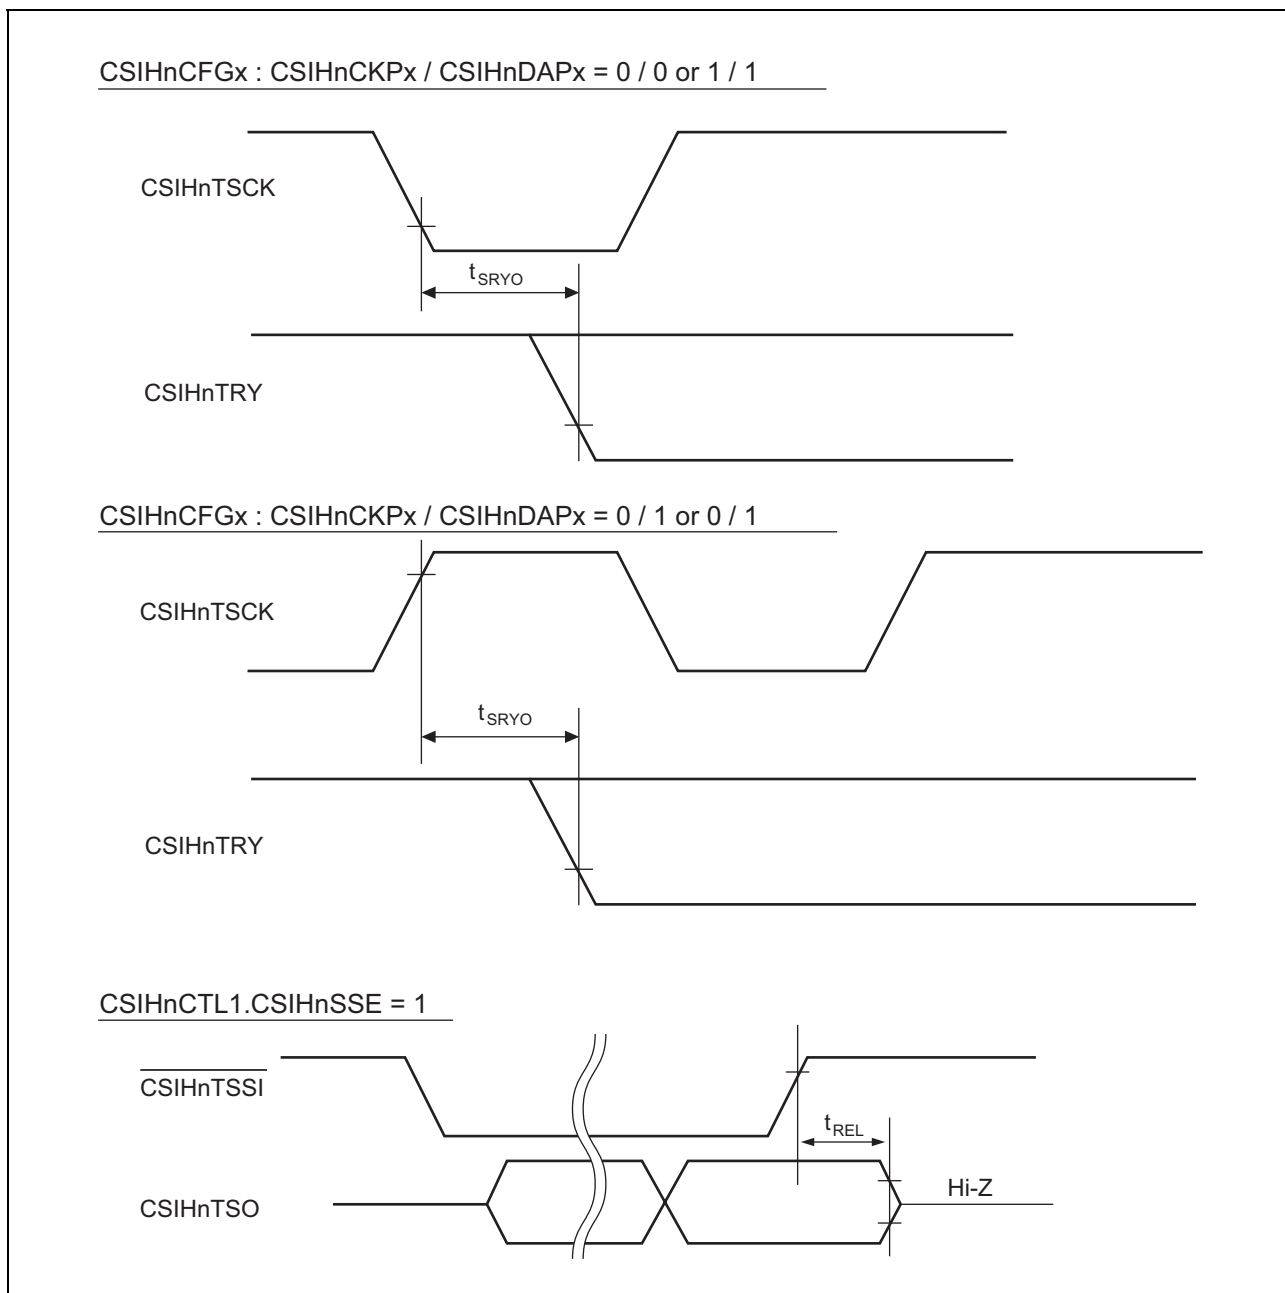 CSIHnCFGx : CSIHnCKPx / CSIHnDAPx = 0 / 0 or 1 / 1
CSIHnTSCK
tSRYO
CSIHnTRY
CSIHnCFGx : CSIHnCKPx / CSIHnDAPx = 0 / 1 or 0 / 1
CSIHnTSCK
tSRYO
CSIHnTRY
CSIHnCTL1.CSIHnSSE = 1
CSIHnTSSI
tREL
CSIHnTSO
Hi-Z